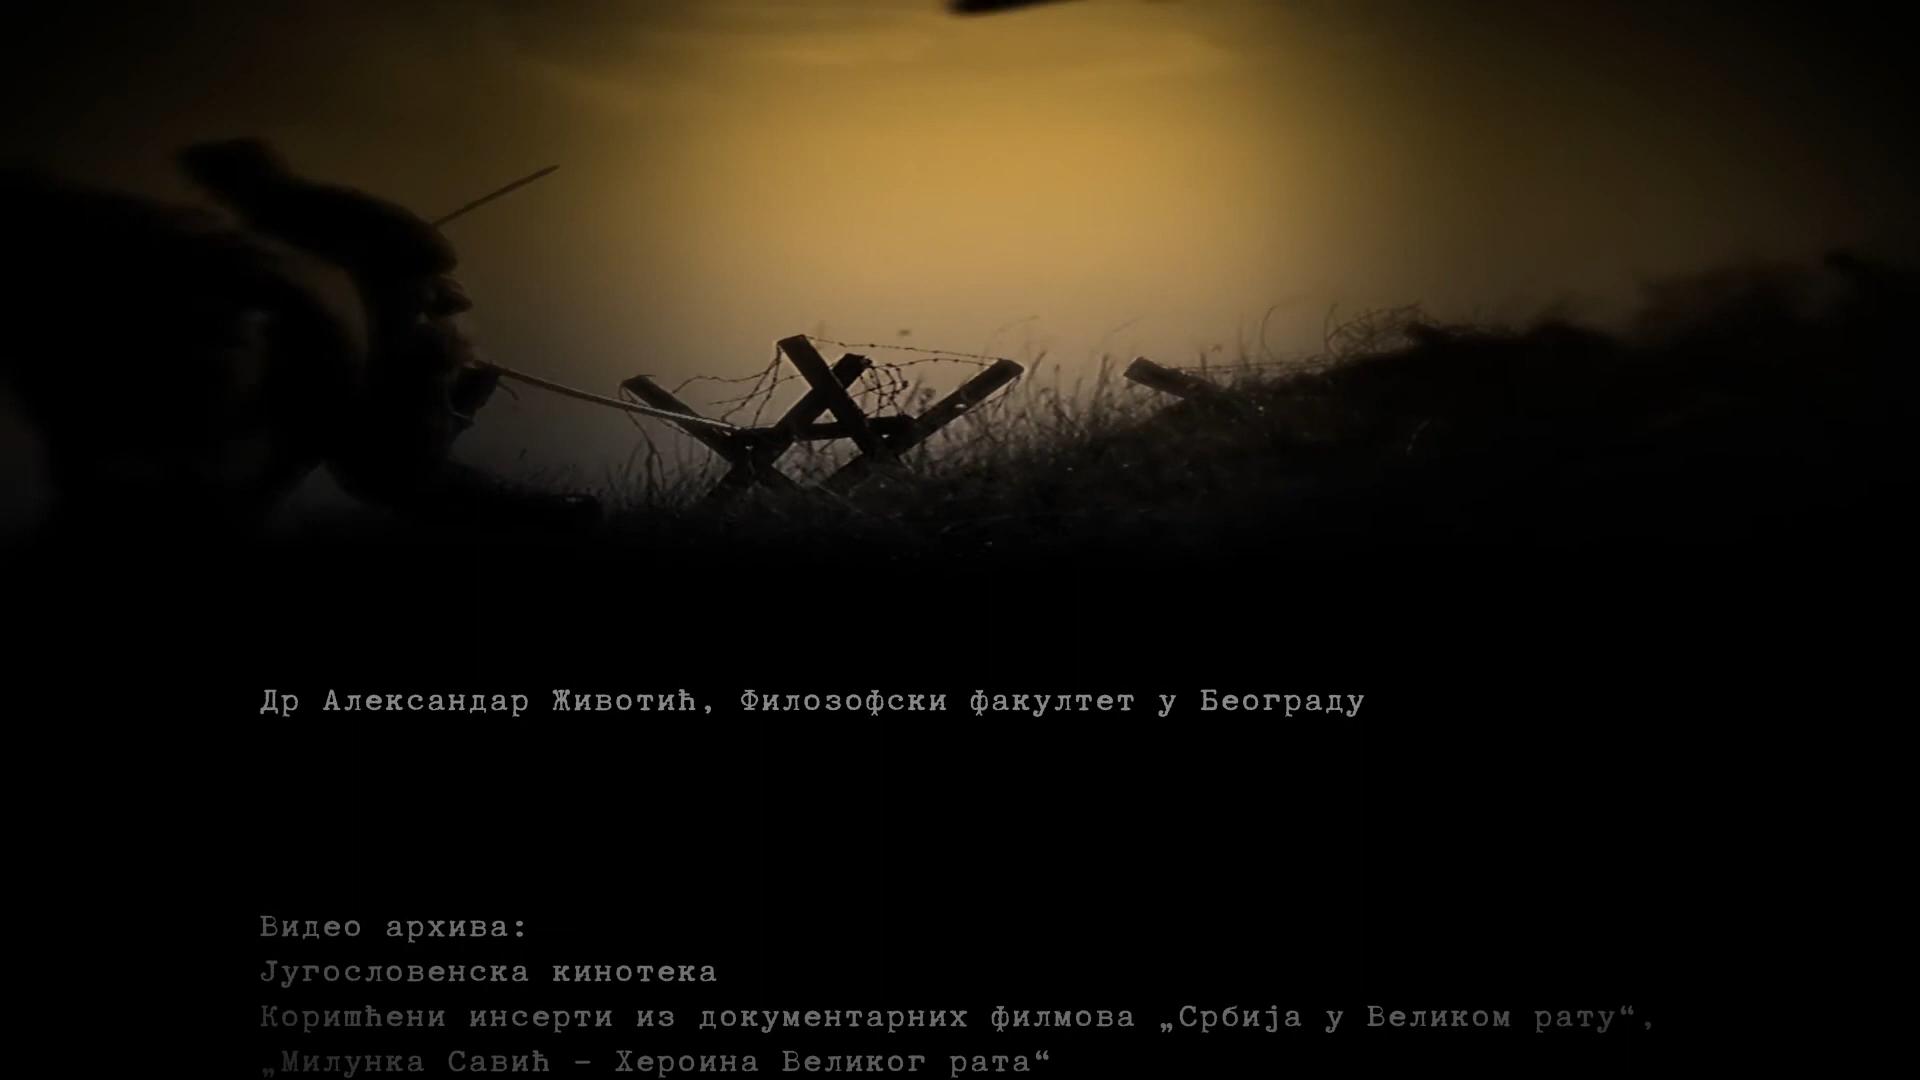 Др Александар Животић, Филозофски факултет у Београду
Видео архива:
Југословенска кинотека
Коришћени инсерти из документарних филмова „Србија у Великом рату“,
„Милунка Савић – Хероина Великог рата“